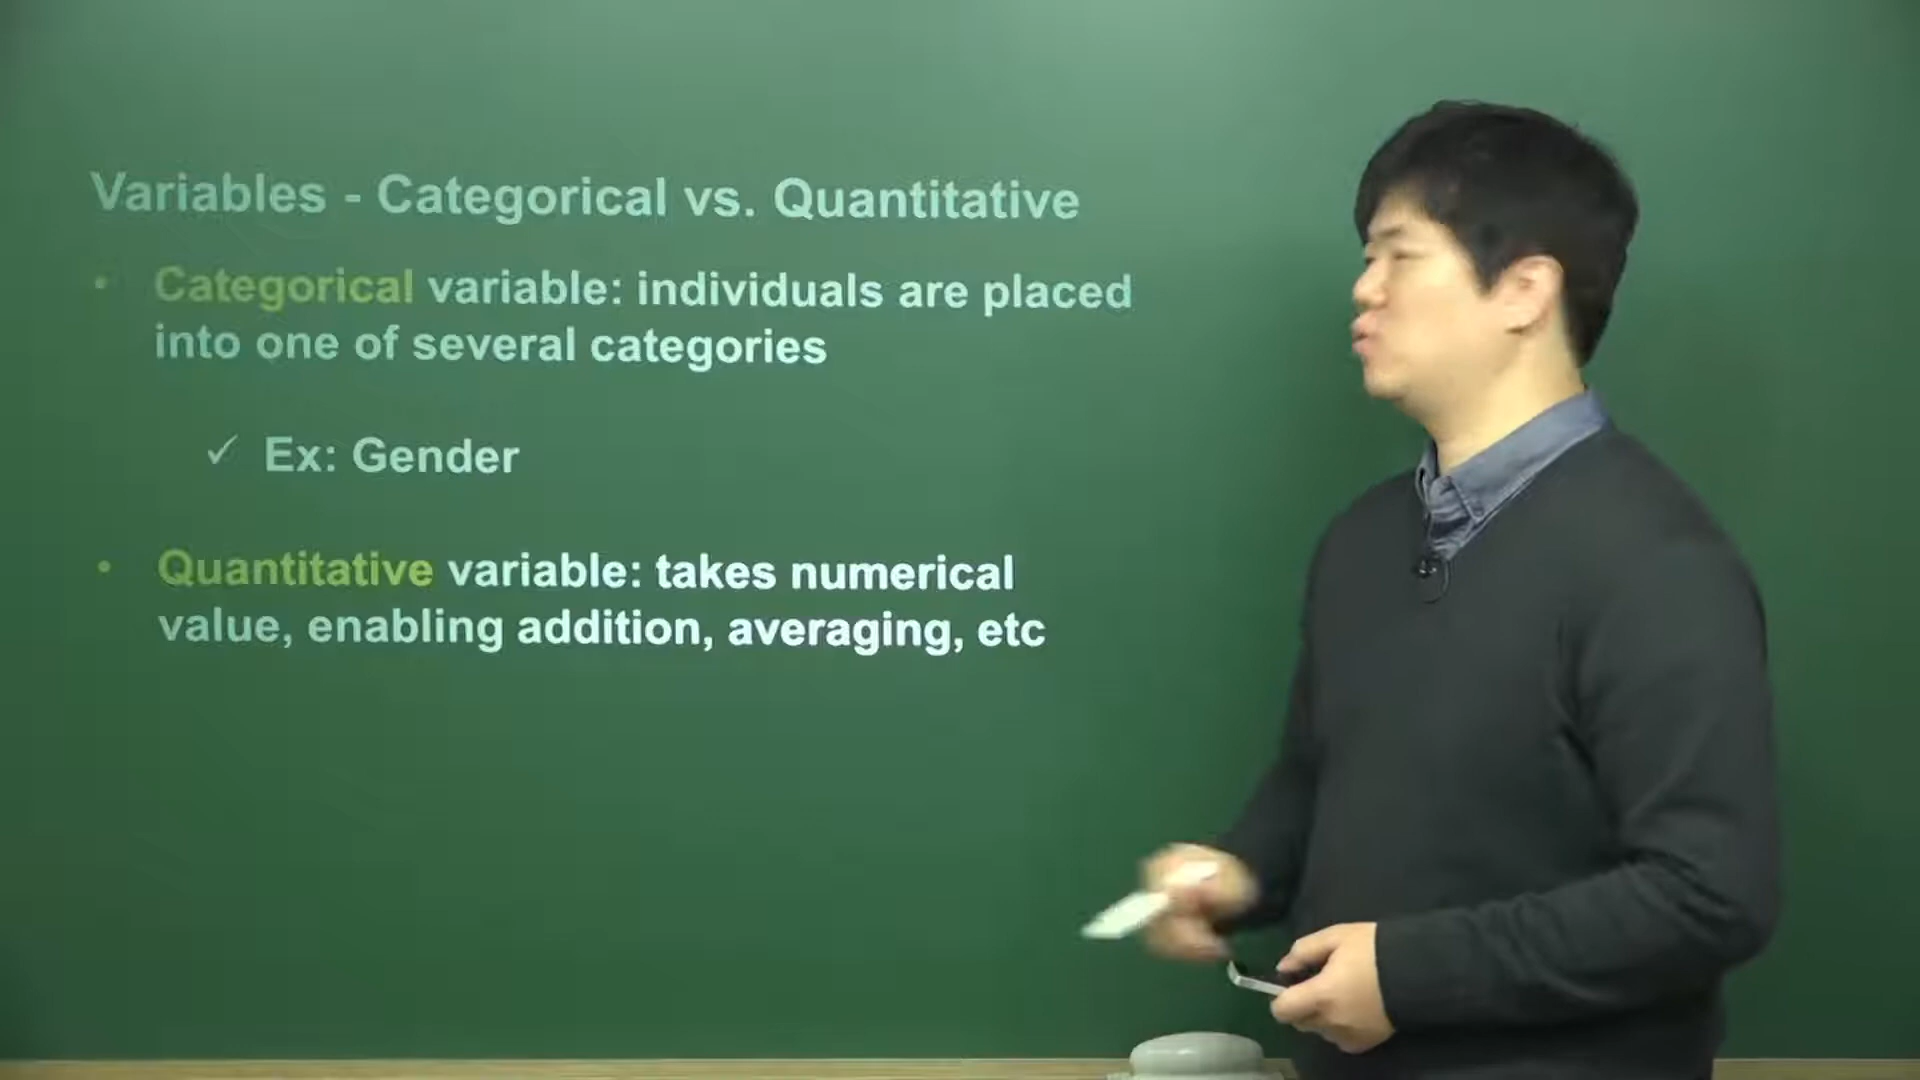 Variables - Categorical vs. Quantitative
• Categorical variable: individuals are placed
into one of several categories
✓ Ex: Gender
• Quantitative variable: takes numerical
value, enabling addition, averaging, etc